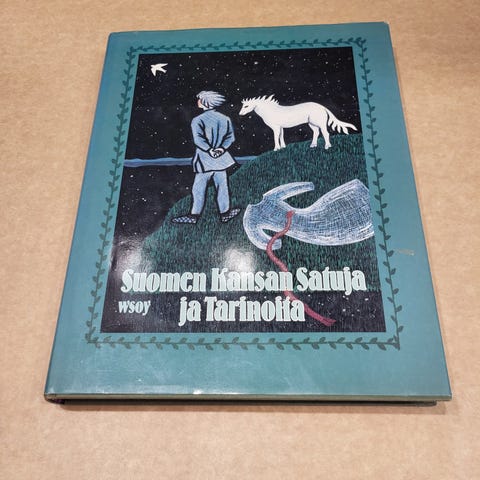 Suomen Kansan Satuja
wsoy ja Tarinoita